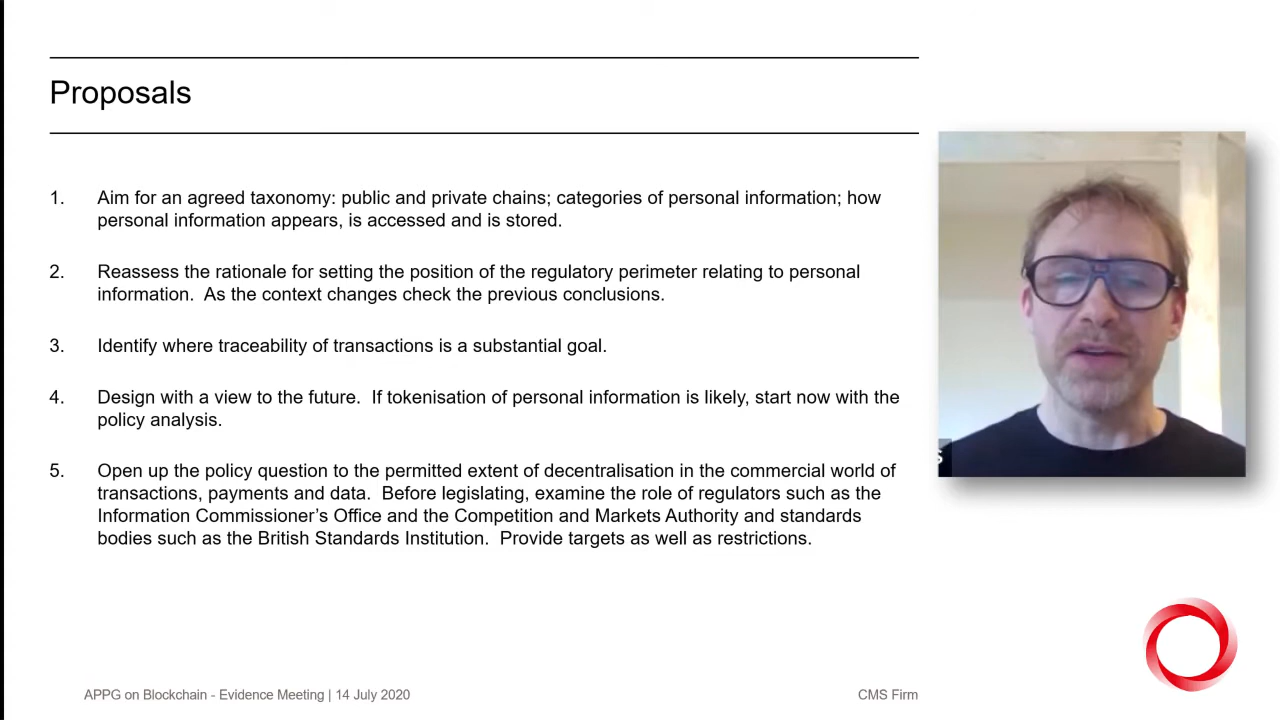 Proposals
1. Aim for an agreed taxonomy: public and private chains; categories of personal information; how
personal information appears, is accessed and is stored.
2. Reassess the rationale for setting the position of the regulatory perimeter relating to personal
information. As the context changes check the previous conclusions.
3. Identify where traceability of transactions is a substantial goal.
4. Design with a view to the future. If tokenisation of personal information is likely, start now with the
policy analysis.
5. Open up the policy question to the permitted extent of decentralisation in the commercial world of
transactions, payments and data. Before legislating, examine the role of regulators such as the
Information Commissioner’s Office and the Competition and Markets Authority and standards
bodies such as the British Standards Institution. Provide targets as well as restrictions.
APPG on Blockchain - Evidence Meeting | 14 July 2020
CMS Firm